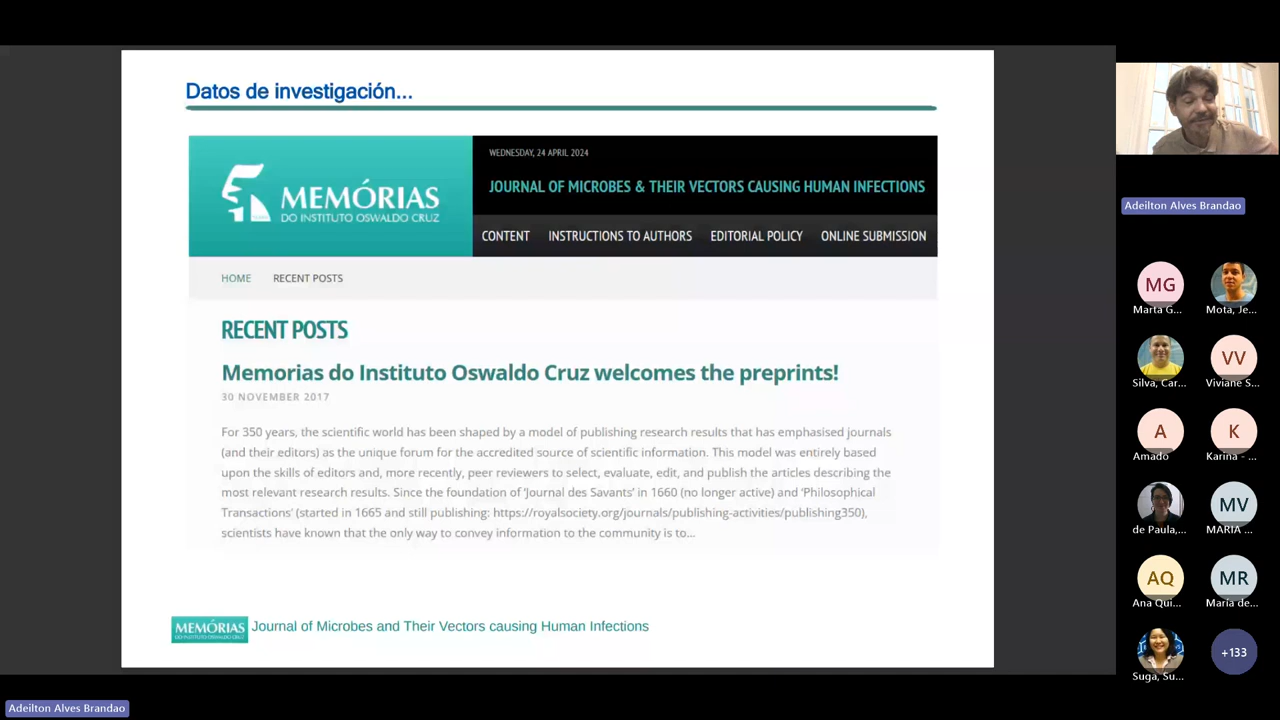 Datos de investigación...
MEMÓRIAS
DO INSTITUTO OSWALDO CRUZ
WEDNESDAY, 24 APRIL 2024
JOURNAL OF MICROBES & THEIR VECTORS CAUSING HUMAN INFECTIONS
CONTENT INSTRUCTIONS TO AUTHORS EDITORIAL POLICY ONLINE SUBMISSION
HOME RECENT POSTS
RECENT POSTS
Memorias do Instituto Oswaldo Cruz welcomes the preprints!
30 NOVEMBER 2017
For 350 years, the scientific world has been shaped by a model of publishing research results that has emphasised journals
(and their editors) as the unique forum for the accredited source of scientific information. This model was entirely based
upon the skills of editors and, more recently, peer reviewers to select, evaluate, edit, and publish the articles describing the
most relevant research results. Since the foundation of ‘Journal des Savants’ in 1660 (no longer active) and ‘Philosophical
Transactions’ (started in 1665 and still publishing: https://royalsociety.org/journals/publishing-activities/publishing350),
scientists have known that the only way to convey information to the community is to...
MEMÓRIAS
DO INSTITUTO OSWALDO CRUZ
Journal of Microbes and Their Vectors causing Human Infections
Adeilton Alves Brandao
MG
Marta G...
Mota, Je...
Silva, Car...
VV
Viviane S...
A
Amado
K
Karina - ...
de Paula,...
MV
MARIA ...
AQ
Ana Qui...
MR
Maria de...
Suga, Su...
+133
Adeilton Alves Brandao